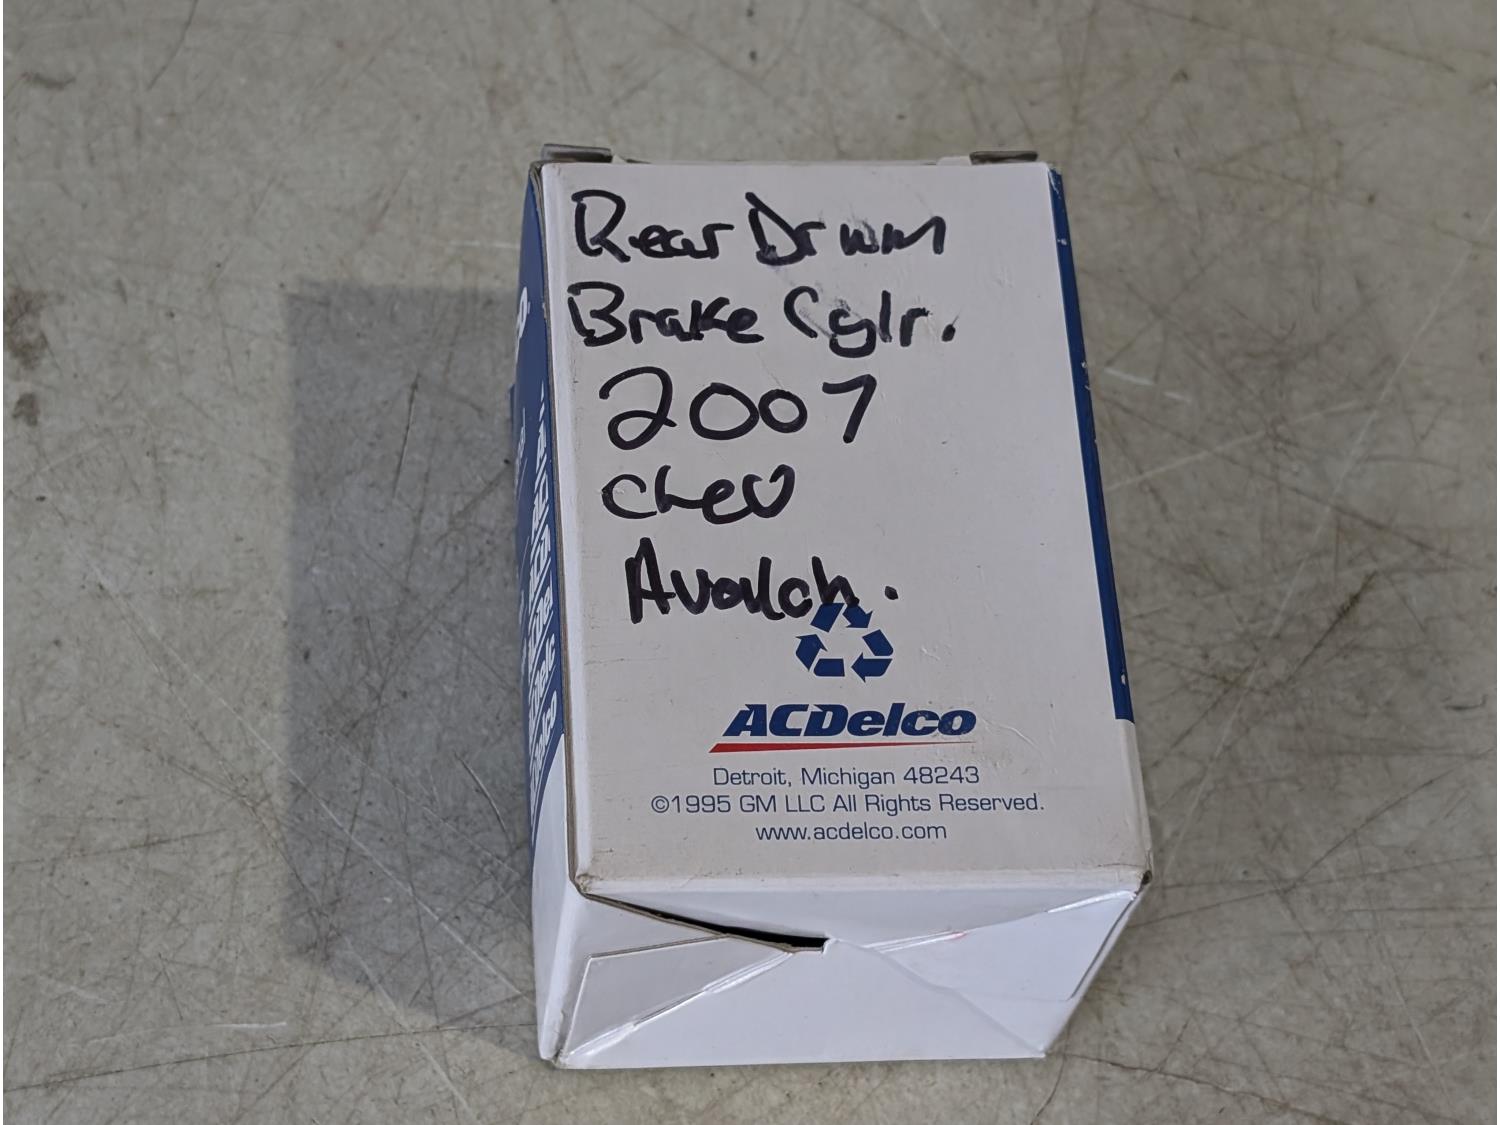 Rear Drum
Brake Cylr.
2007
Chev
Avalch.
ACDelco
Detroit, Michigan 48243
©1995 GM LLC All Rights Reserved.
www.acdelco.com